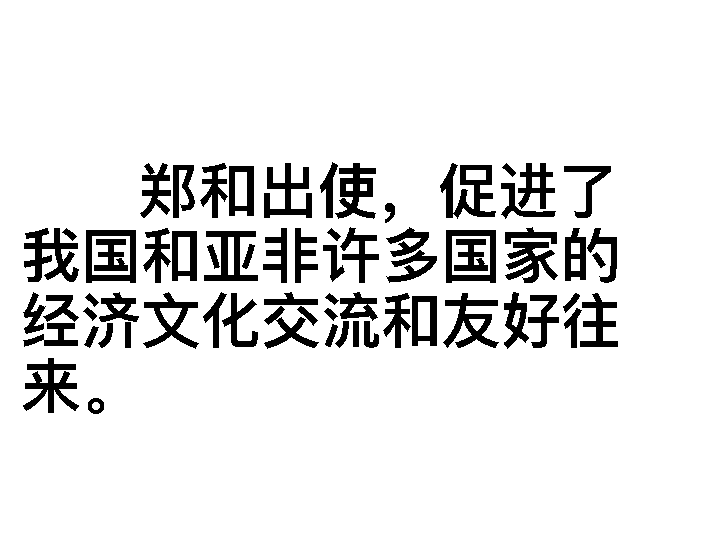 郑和出使，促进了
我国和亚非许多国家的
经济文化交流和友好往
来。